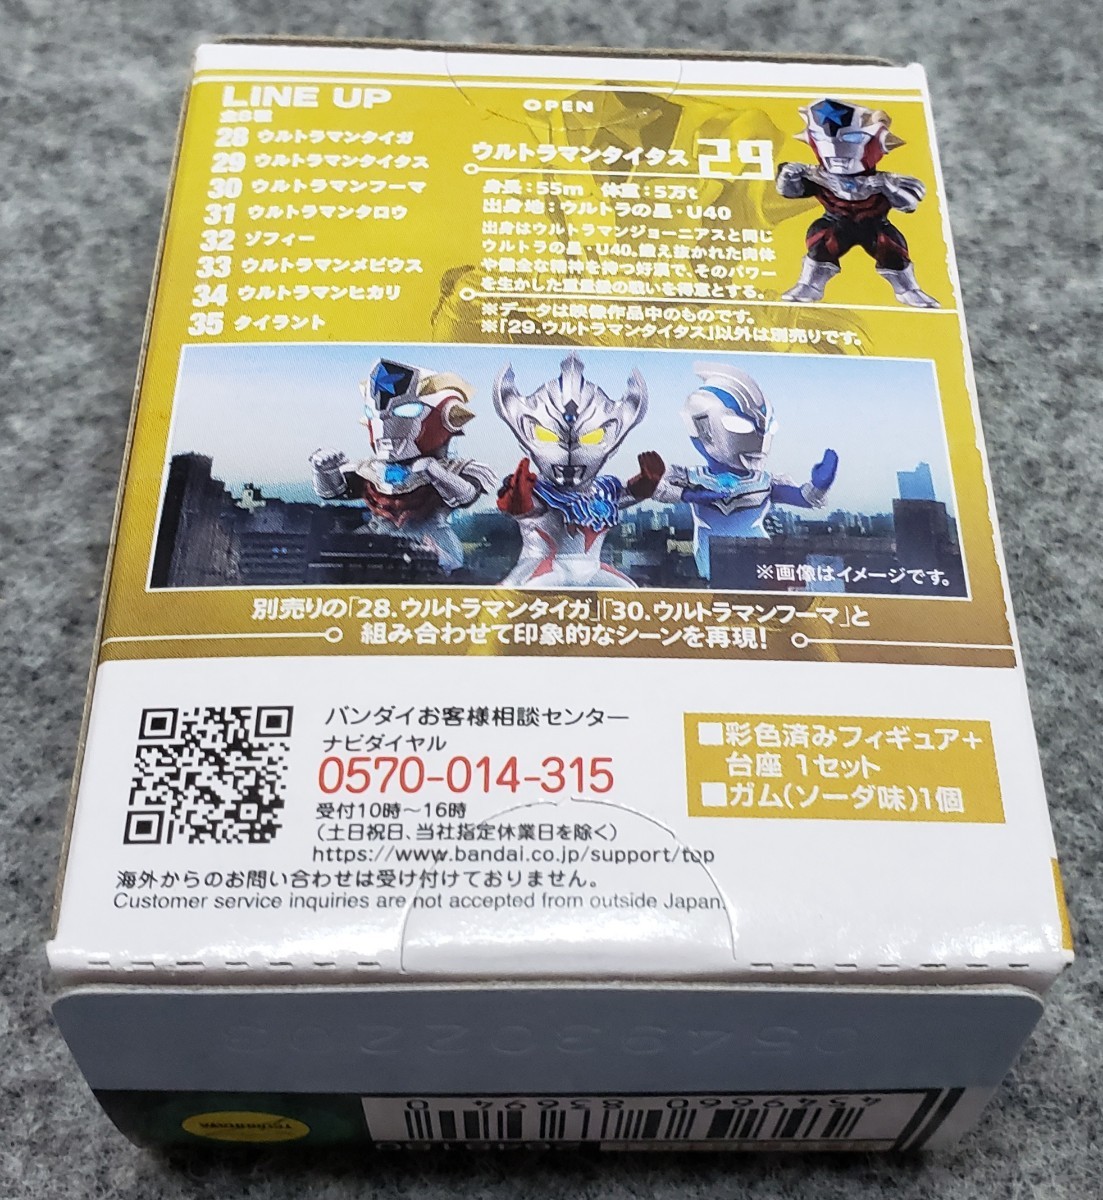 LINE UP
全8種
28 ウルトラマンタイガ
29 ウルトラマンタイタス
30 ウルトラマンフーマ
31 ウルトラマンタロウ
32 ゾフィー
33 ウルトラマンメビウス
34 ウルトラマンヒカリ
35 タイラント
OPEN
ウルトラマンタイタス 29
身長：55m 体重：5万t
出身地：ウルトラの星・U40
出身はウルトラマンジョーニアスと同じ
ウルトラの星・U40。鍛え抜かれた肉体
や健全な精神を持つ好漢で、そのパワー
を生かした重量級の戦いを得意とする。
※データは映像作品中のものです。
※「29.ウルトラマンタイタス」以外は別売りです。
※画像はイメージです。
別売りの「28.ウルトラマンタイガ」「30.ウルトラマンフーマ」と
組み合わせて印象的なシーンを再現！
バンダイお客様相談センター
ナビダイヤル
0570-014-315
受付10時～16時
（土日祝日、当社指定休業日を除く）
https://www.bandai.co.jp/support/top
海外からのお問い合わせは受け付けておりません。
Customer service inquiries are not accepted from outside Japan.
■彩色済みフィギュア+
台座 1セット
■ガム(ソーダ味)1個
4 549660 838694 0